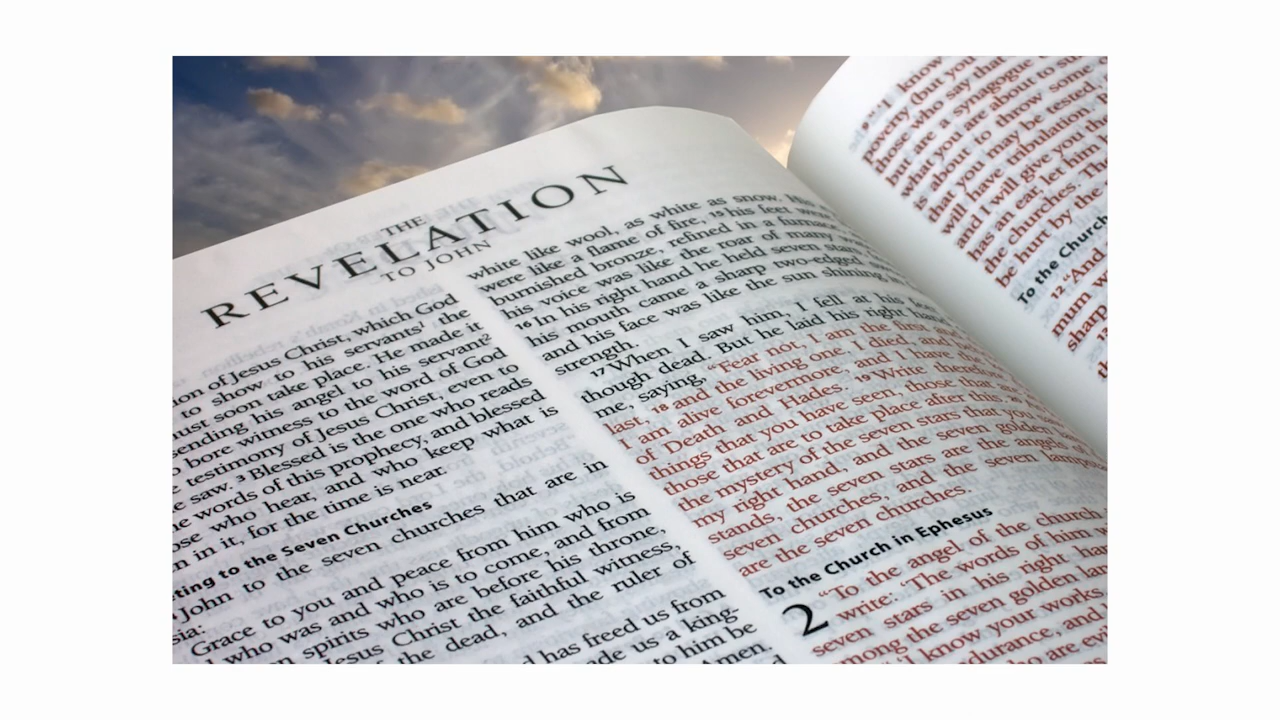 THE
REVELATION
TO JOHN
of Jesus Christ, which God
to show to his servants¹ the
must soon take place. He made it
sending his angel to his servant²
bore witness to the word of God
testimony of Jesus Christ, even to
saw. ³ Blessed is the one who reads
words of this prophecy, and blessed
who hear, and who keep what is
in it, for the time is near.
to the Seven Churches
John to the seven churches that are in
Grace to you and peace from him who is
who was and who is to come, and from
spirits who are before his throne,
Jesus Christ the faithful witness,
the dead, and the ruler of
has freed us from
us a king-
to him be
Amen.
white like wool, as white as snow.
were like a flame of fire, ¹⁵ his feet were
burnished bronze, refined in a furnace
his voice was like the roar of many
¹⁶ In his right hand he held seven stars
his mouth came a sharp two-edged
and his face was like the sun shining
strength.
¹⁷ When I saw him, I fell at his
though dead. But he laid his right
me, saying, "Fear not, I am the first and
last, ¹⁸ and the living one. I died, and
I am alive forevermore, and I have the
of Death and Hades. ¹⁹ Write therefore
things that you have seen, those that
those that are to take place after this.
the mystery of the seven stars that you
my right hand, and the seven golden
stands, the seven stars are the angels
seven churches, and the seven
are the seven churches.
To the Church in Ephesus
2 "To the angel of the church
write: 'The words of him
seven stars in his right
among the seven golden
"'I know your works,
and
are
"'I know
poverty (but you
those who say that
but are a synagogue
what you are about to
about to throw some
that you may be tested,
will have tribulation
and I will give you the
has an ear, let him
the churches. The
be hurt by the
To the Church
¹² "And
sharp